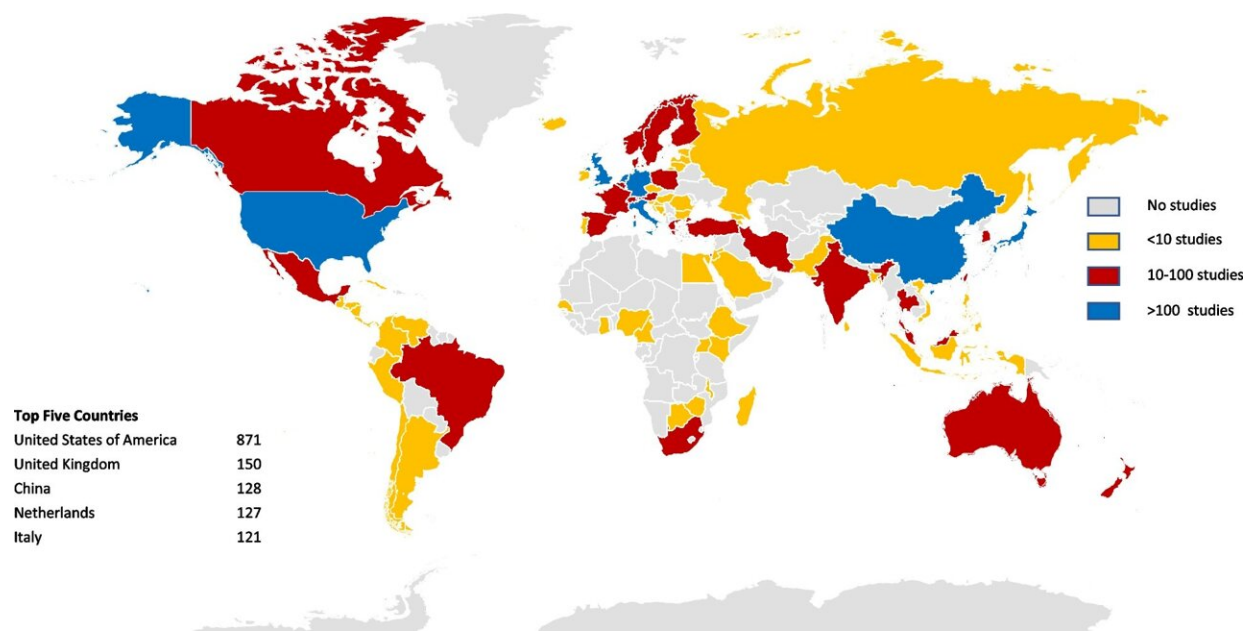 No studies
<10 studies
10-100 studies
>100 studies
Top Five Countries
United States of America 871
United Kingdom 150
China 128
Netherlands 127
Italy 121